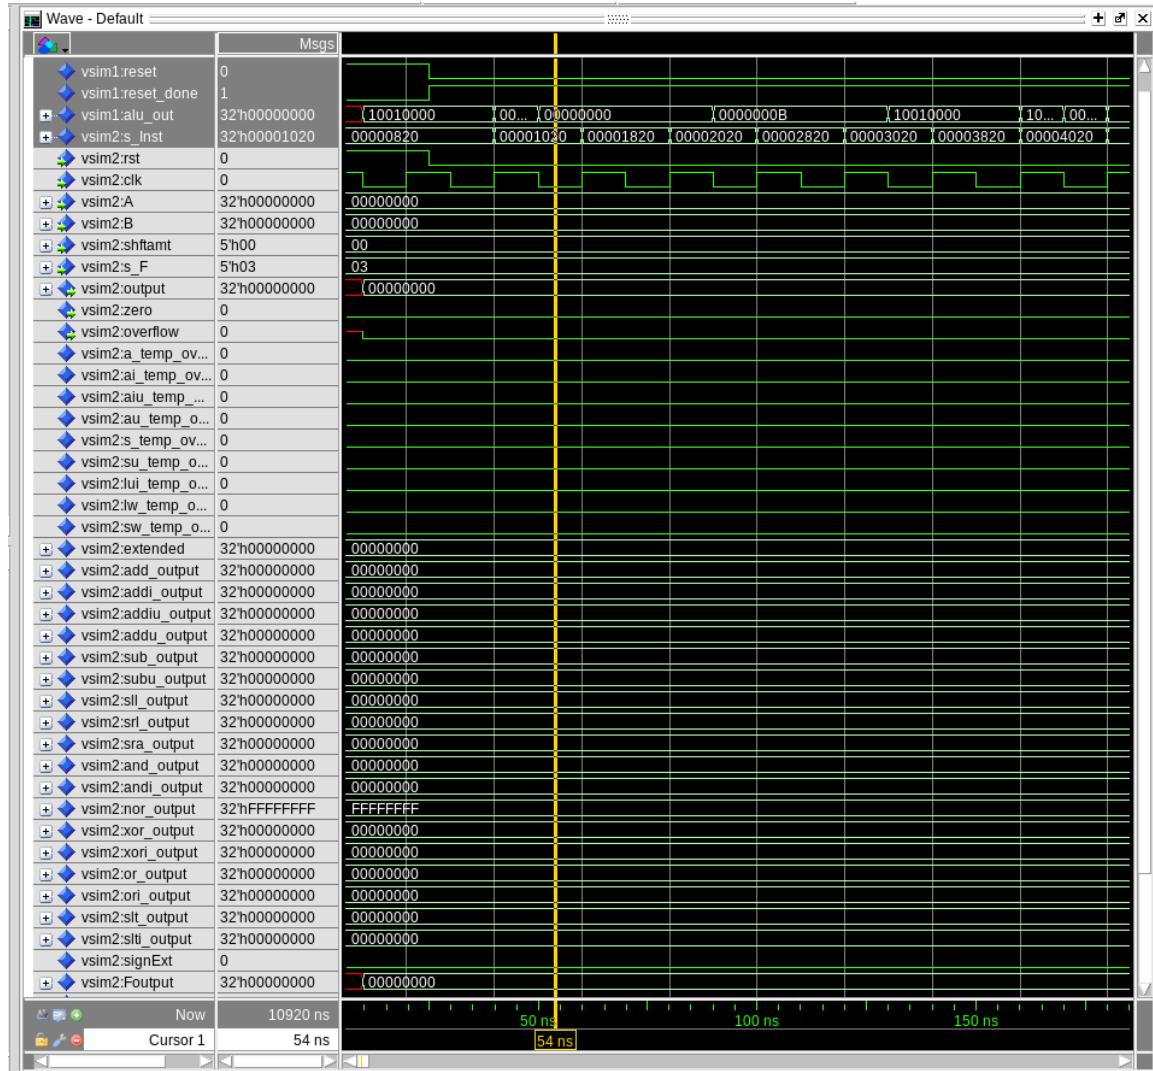 Wave - Default
Msgs
vsim1:reset 0
vsim1:reset_done 1
vsim1:alu_out 32'h00000000 10010000 00... 00000000 0000000B 10010000 10... 00...
vsim1:s_Inst 32'h00001020 00000820 00001020 00001820 00002020 00002820 00003020 00003820 00004020
vsim2:rst 0
vsim2:clk 0
vsim2:A 32'h00000000 00000000
vsim2:B 32'h00000000 00000000
vsim2:shftamt 5'h00 00
vsim2:s_F 5'h03 03
vsim2:output 32'h00000000 00000000
vsim2:zero 0
vsim2:overflow 0
vsim2:a_temp_ov... 0
vsim2:ai_temp_ov... 0
vsim2:aiu_temp_... 0
vsim2:au_temp_o... 0
vsim2:s_temp_ov... 0
vsim2:su_temp_o... 0
vsim2:lui_temp_o... 0
vsim2:lw_temp_o... 0
vsim2:sw_temp_o... 0
vsim2:extended 32'h00000000 00000000
vsim2:add_output 32'h00000000 00000000
vsim2:addi_output 32'h00000000 00000000
vsim2:addiu_output 32'h00000000 00000000
vsim2:addu_output 32'h00000000 00000000
vsim2:sub_output 32'h00000000 00000000
vsim2:subu_output 32'h00000000 00000000
vsim2:sll_output 32'h00000000 00000000
vsim2:srl_output 32'h00000000 00000000
vsim2:sra_output 32'h00000000 00000000
vsim2:and_output 32'h00000000 00000000
vsim2:andi_output 32'h00000000 00000000
vsim2:nor_output 32'hFFFFFFFF FFFFFFFF
vsim2:xor_output 32'h00000000 00000000
vsim2:xori_output 32'h00000000 00000000
vsim2:or_output 32'h00000000 00000000
vsim2:ori_output 32'h00000000 00000000
vsim2:slt_output 32'h00000000 00000000
vsim2:slti_output 32'h00000000 00000000
vsim2:signExt 0
vsim2:Foutput 32'h00000000 00000000
Now 10920 ns 50 ns 100 ns 150 ns
Cursor 1 54 ns 54 ns